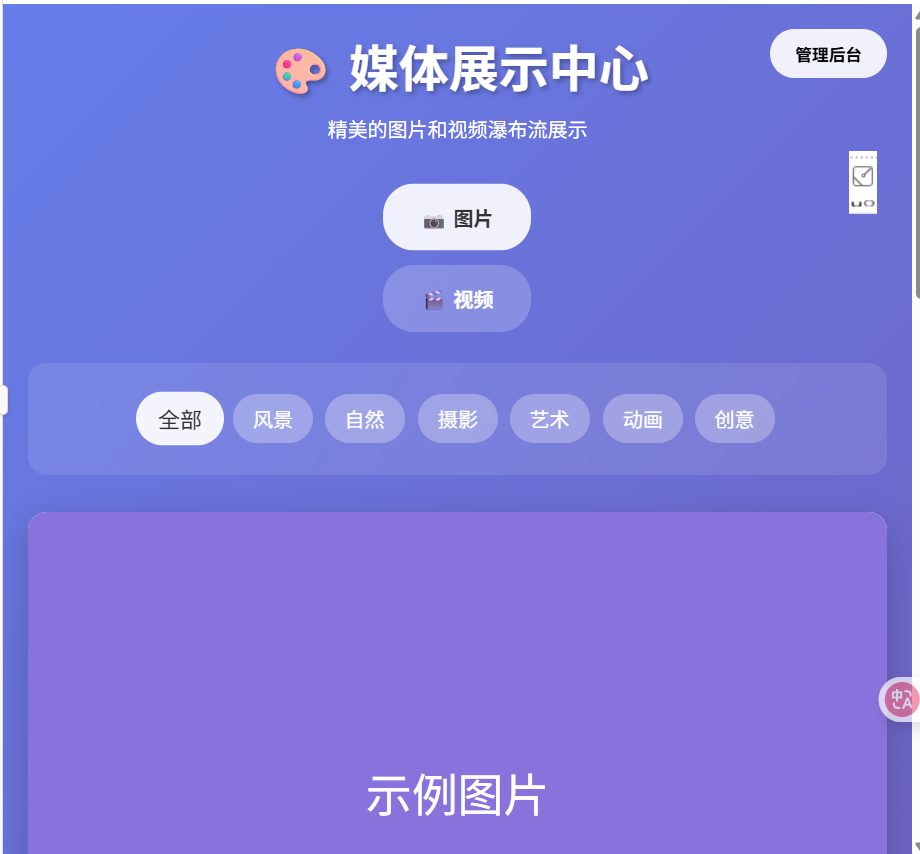 媒体展示中心
管理后台
精美的图片和视频瀑布流展示
图片
视频
全部 风景 自然 摄影 艺术 动画 创意
示例图片
中A